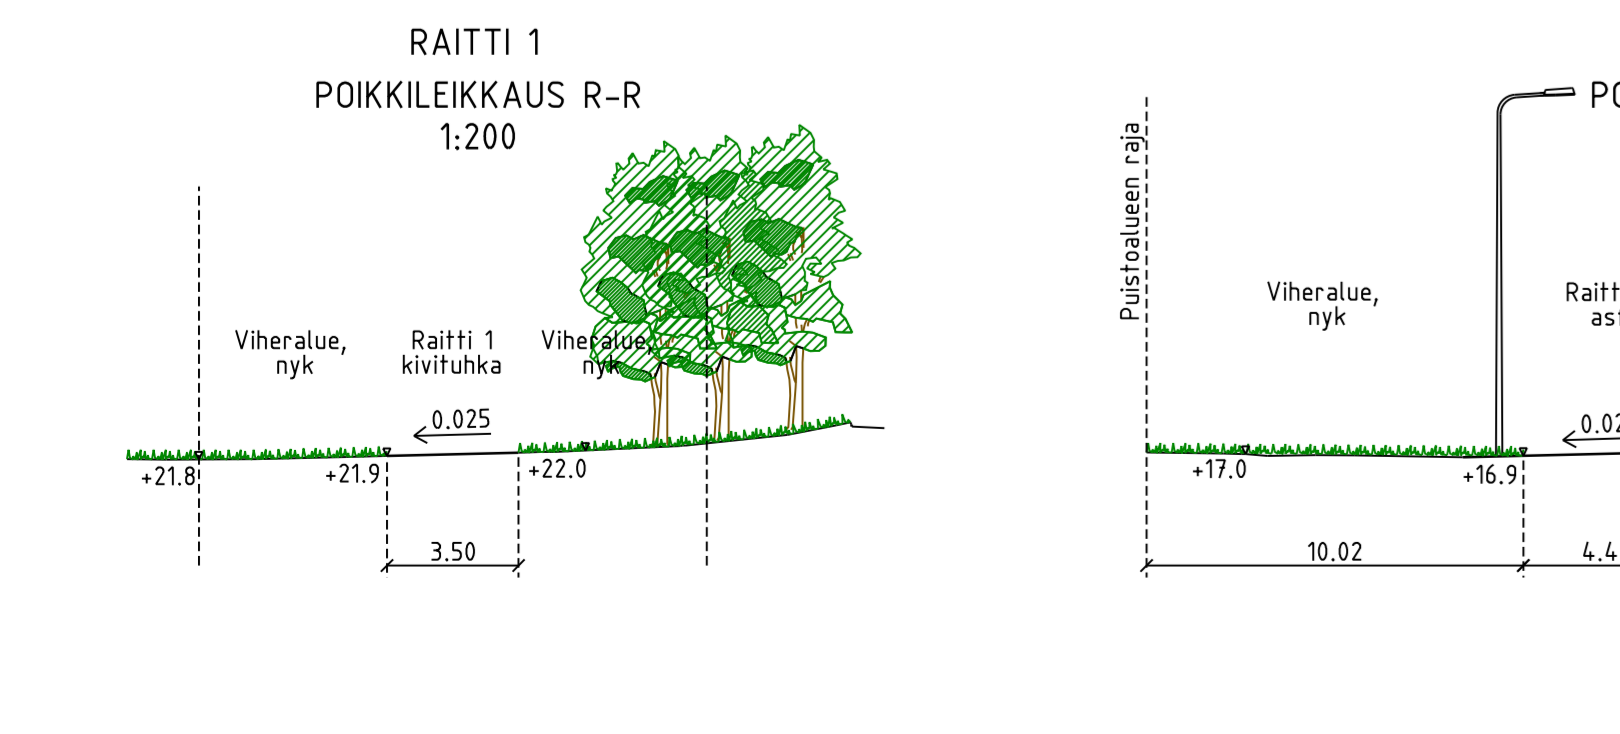 RAITTI 1
POIKKILEIKKAUS R-R
1:200
Viheralue,
nyk
Raitti 1
kivituhka
Viheralue,
nyk
0.025
+21.8
+21.9
+22.0
3.50
Puistoalueen raja
Viheralue,
nyk
+17.0
+16.9
10.02